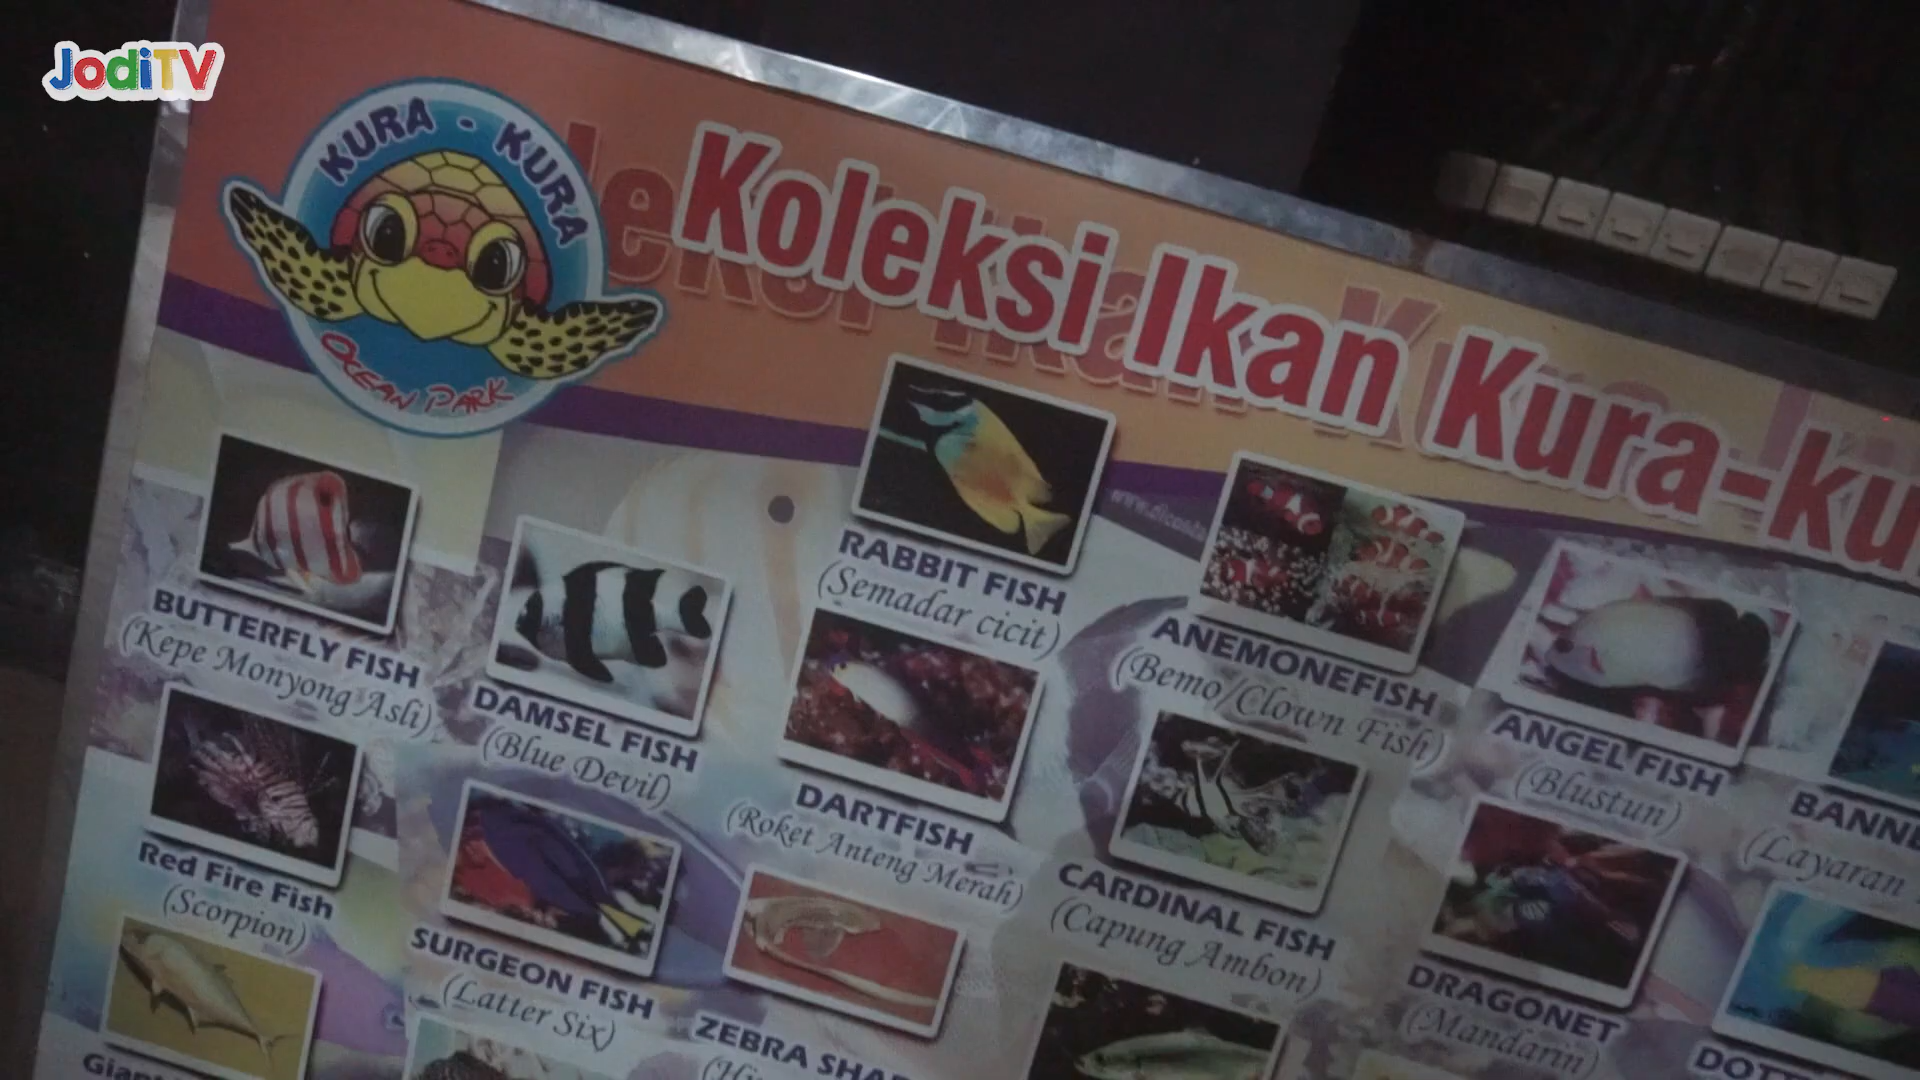 JodiTV
KURA - KURA
OCEAN PARK
Koleksi Ikan Kura-ku
RABBIT FISH
(Semadar cicit)
BUTTERFLY FISH
(Kepe Monyong Asli)
DAMSEL FISH
(Blue Devil)
ANEMONEFISH
(Bemo/Clown Fish)
ANGEL FISH
(Blustun)
DARTFISH
(Roket Anteng Merah)
(Layaran
Red Fire Fish
(Scorpion)
SURGEON FISH
(Latter Six)
CARDINAL FISH
(Capung Ambon)
DRAGONET
(Mandarin)
ZEBRA